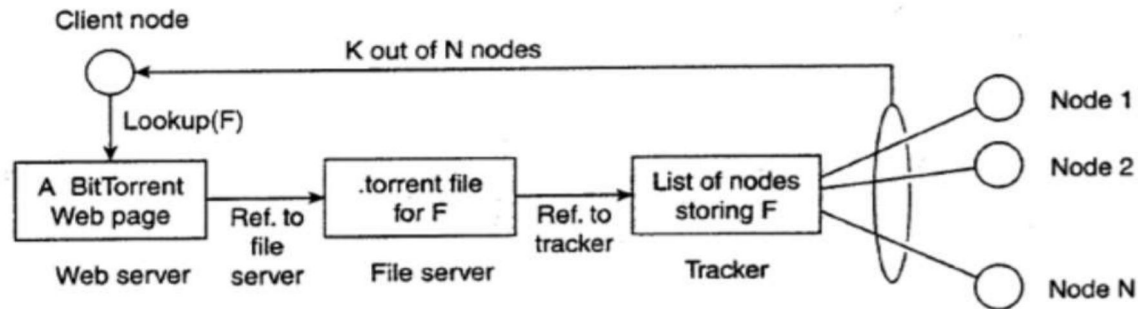 Client node
K out of N nodes
Node 1
Lookup(F)
A BitTorrent
Web page
Ref. to
file
server
.torrent file
for F
Ref. to
tracker
List of nodes
storing F
Node 2
Web server
File server
Tracker
Node N